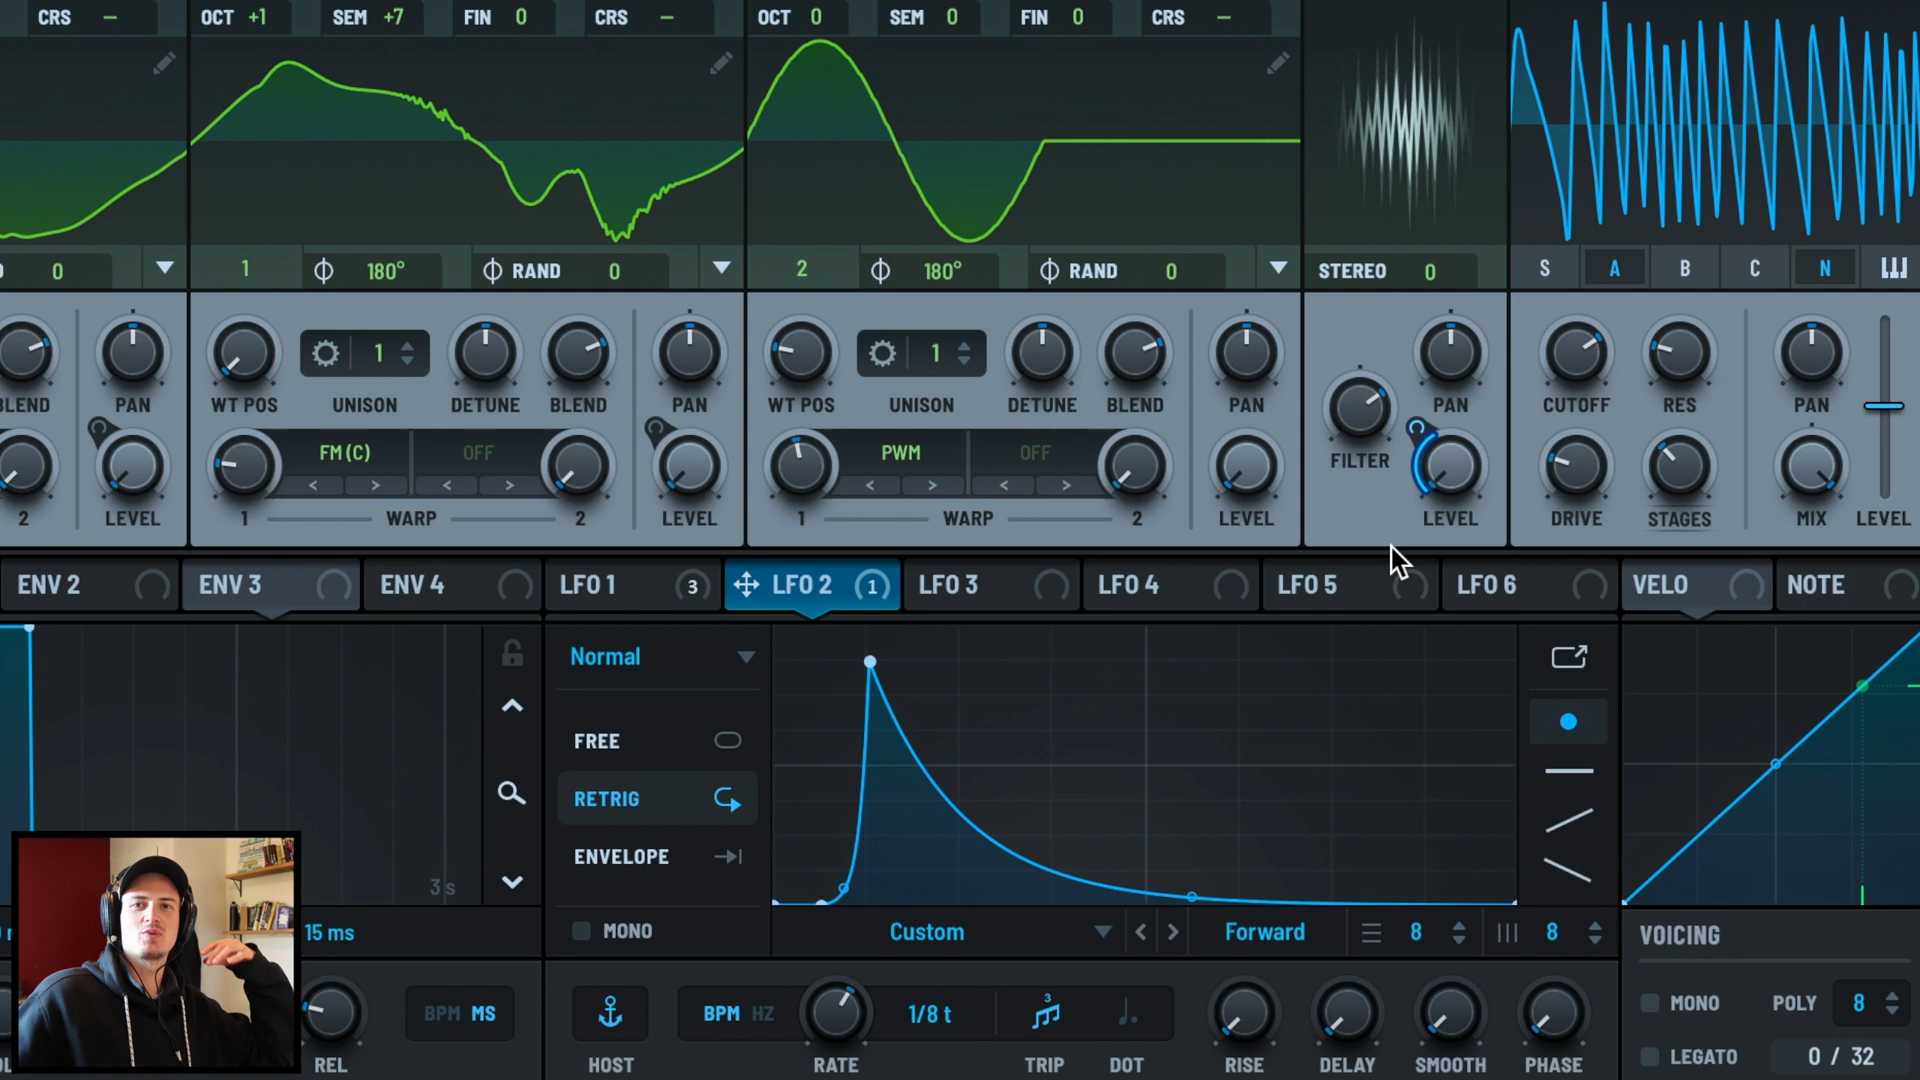 CRS –
OCT +1 SEM +7 FIN 0 CRS –
OCT 0 SEM 0 FIN 0 CRS –
0
1 180° RAND 0
2 180° RAND 0
STEREO 0
S A B C N
BLEND PAN
WT POS 1 UNISON DETUNE BLEND PAN
WT POS 1 UNISON DETUNE BLEND PAN
FILTER PAN
CUTOFF RES PAN
2 LEVEL
FM (C) < > OFF < >
1 WARP 2 LEVEL
PWM < > OFF < >
1 WARP 2 LEVEL
LEVEL
DRIVE STAGES MIX LEVEL
ENV 2 ENV 3 ENV 4 LFO 1 3 LFO 2 1 LFO 3 LFO 4 LFO 5 LFO 6 VELO NOTE
Normal
FREE
RETRIG
ENVELOPE
MONO
3 s
15 ms
Custom < > Forward 8 8
VOICING
MONO POLY 8
LEGATO 0 / 32
BPM MS
REL
HOST
BPM HZ 1/8 t 3
RATE TRIP DOT
RISE DELAY SMOOTH PHASE